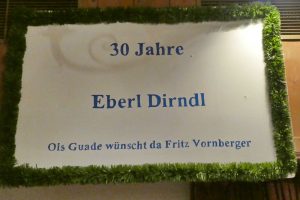 30 Jahre
Eberl Dirndl
Ois Guade wünscht da Fritz Vornberger